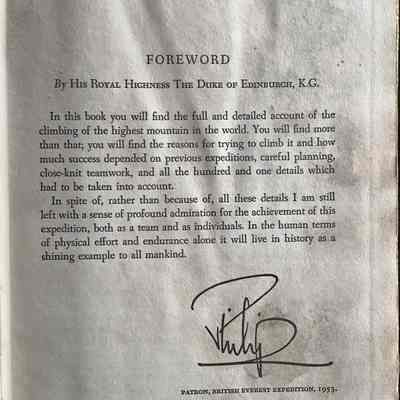 FOREWORD
By His Royal Highness The Duke of Edinburgh, K.G.
In this book you will find the full and detailed account of the
climbing of the highest mountain in the world. You will find more
than that; you will find the reasons for trying to climb it and how
much success depended on previous expeditions, careful planning,
close-knit teamwork, and all the hundred and one details which
had to be taken into account.
In spite of, rather than because of, all these details I am still
left with a sense of profound admiration for the achievement of this
expedition, both as a team and as individuals. In the human terms
of physical effort and endurance alone it will live in history as a
shining example to all mankind.
Philip
PATRON, BRITISH EVEREST EXPEDITION, 1953.